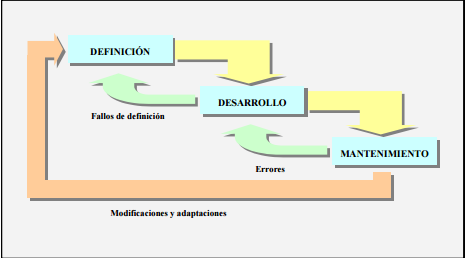 DEFINICIÓN
DESARROLLO
Fallos de definición
MANTENIMIENTO
Errores
Modificaciones y adaptaciones